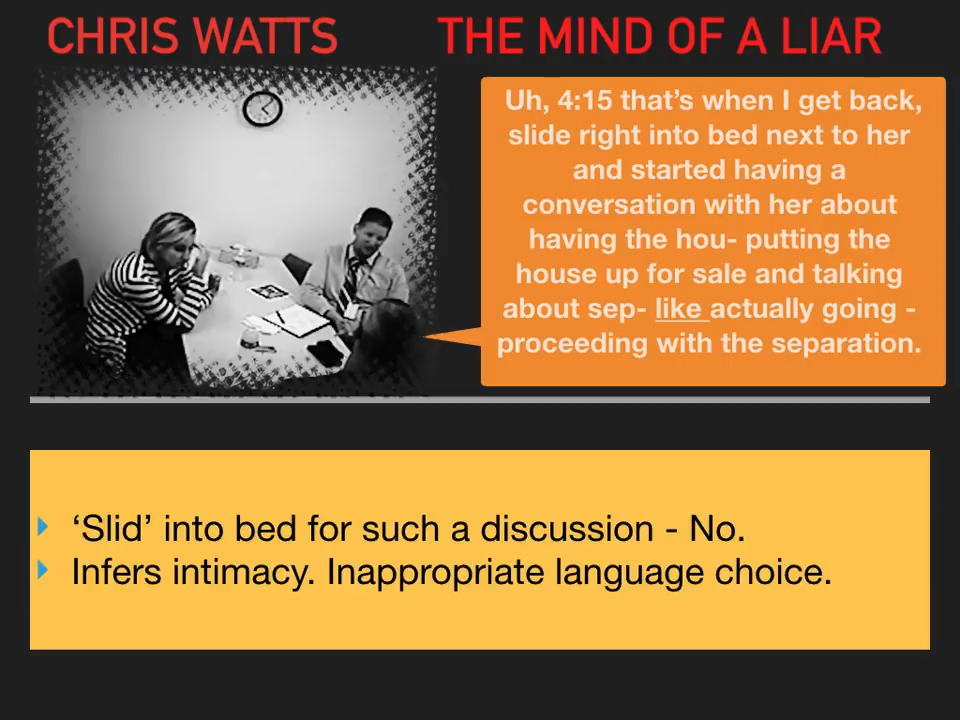 CHRIS WATTS THE MIND OF A LIAR
Uh, 4:15 that’s when I get back,
slide right into bed next to her
and started having a
conversation with her about
having the hou- putting the
house up for sale and talking
about sep- like actually going -
proceeding with the separation.
‘Slid’ into bed for such a discussion - No.
Infers intimacy. Inappropriate language choice.